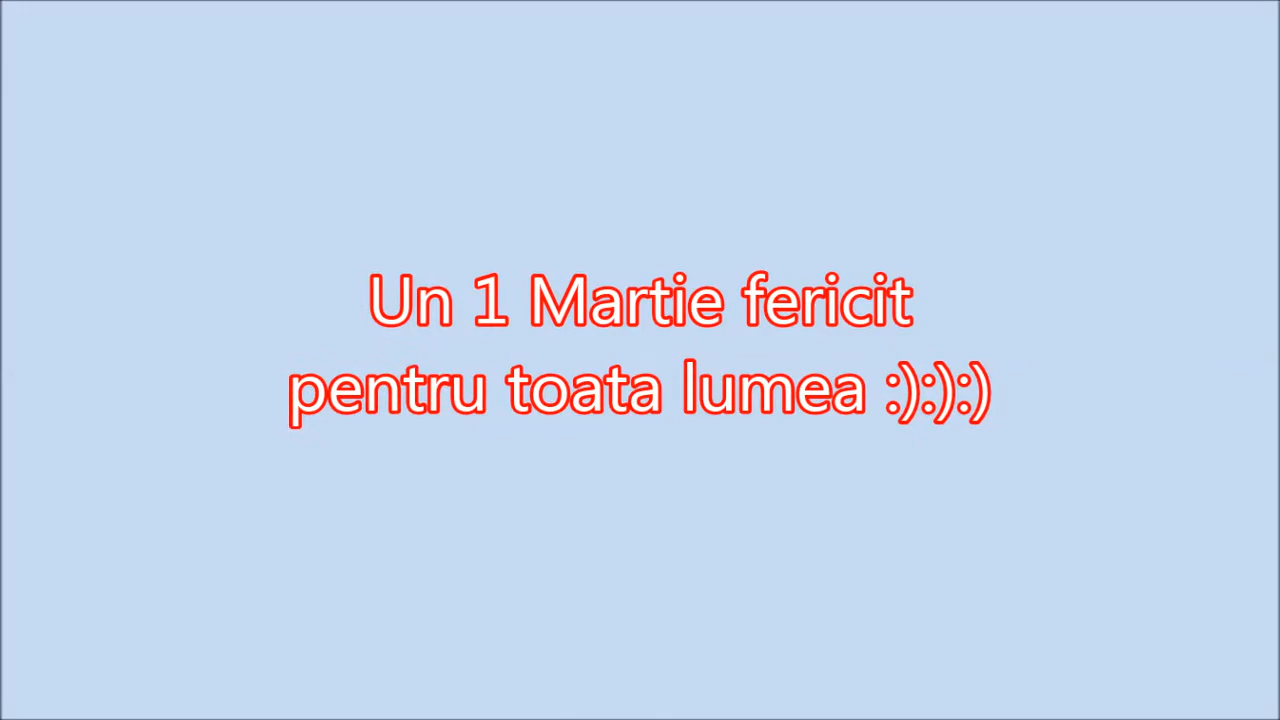 Un 1 Martie fericit
pentru toata lumea :):):)